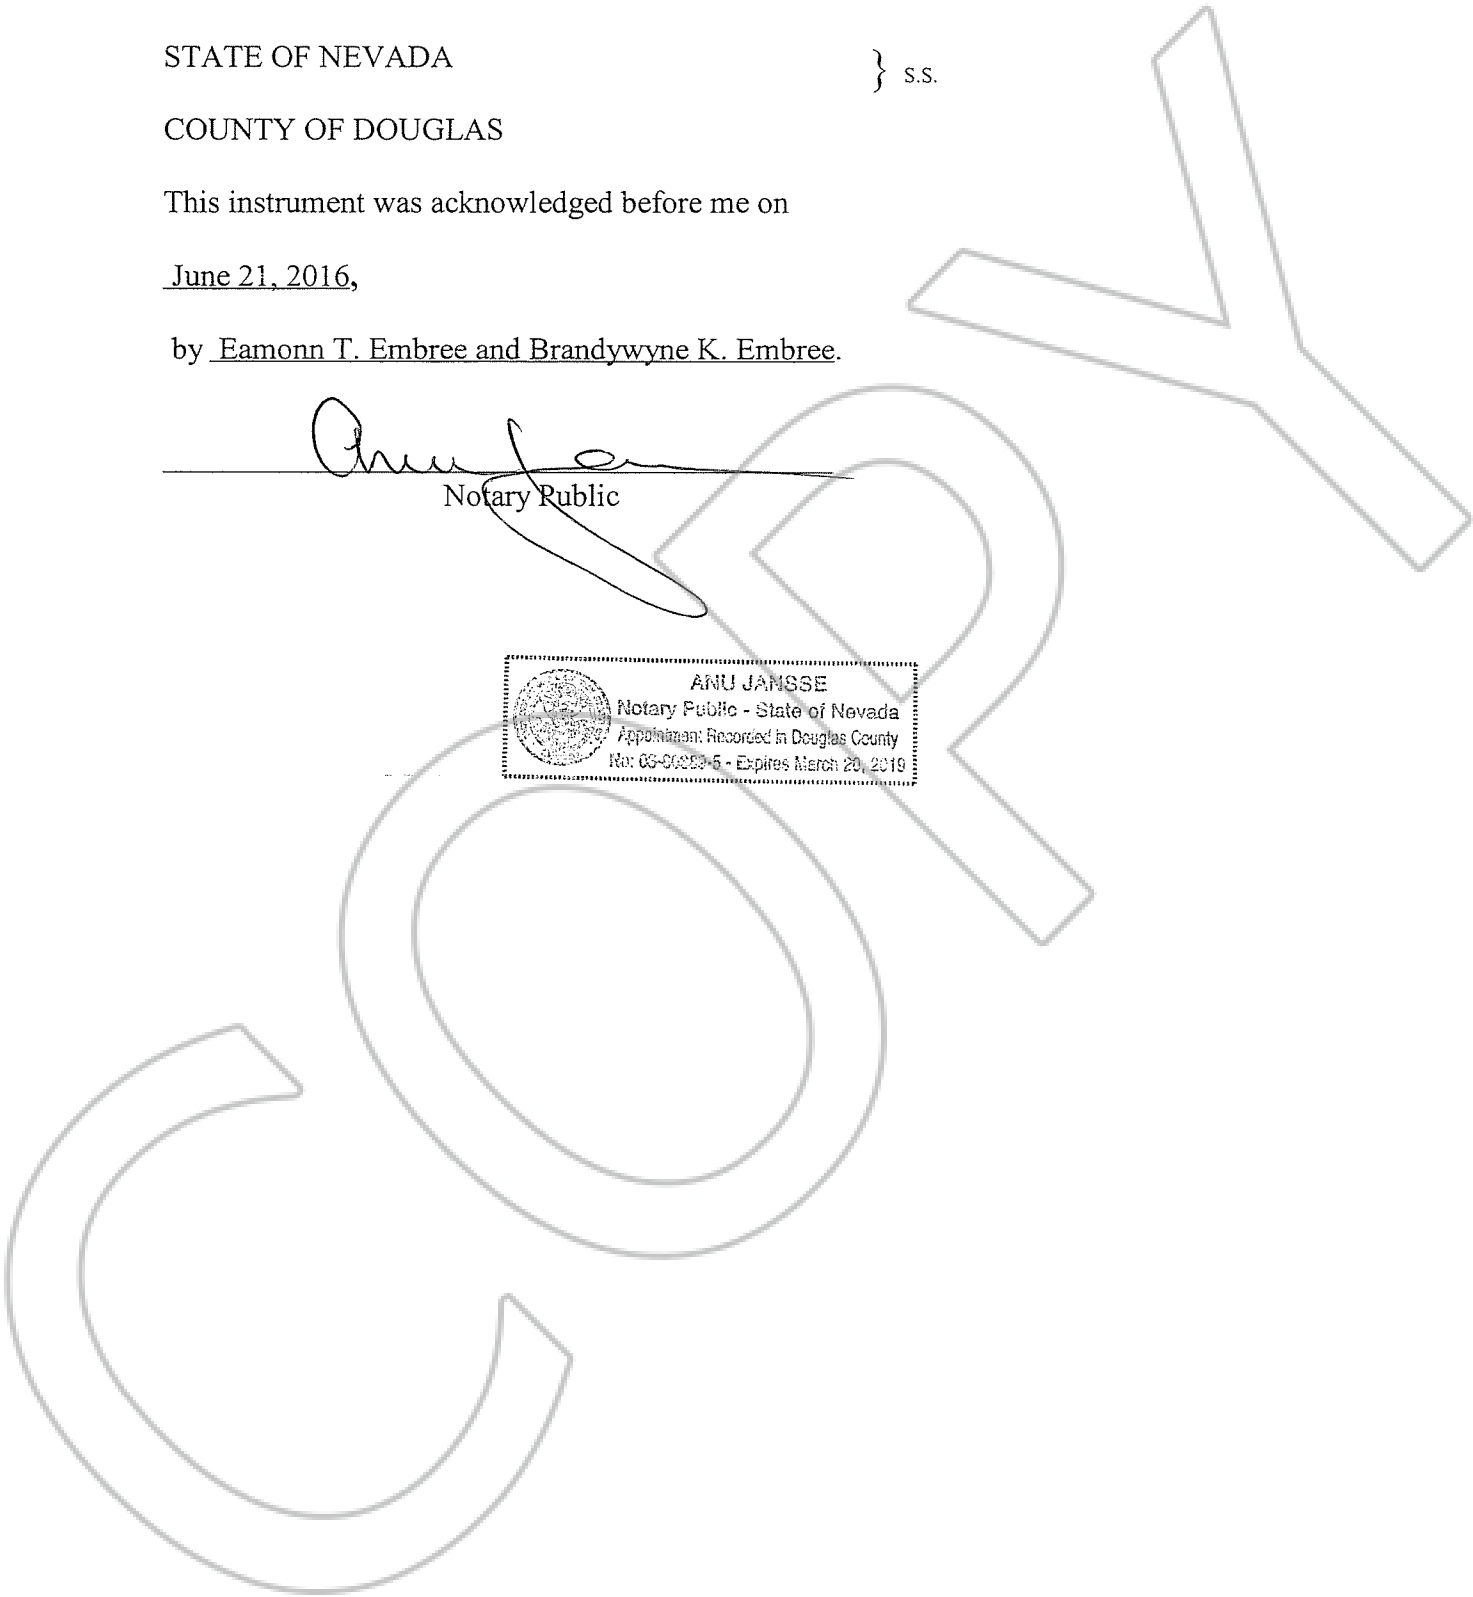 STATE OF NEVADA
} s.s.
COUNTY OF DOUGLAS
This instrument was acknowledged before me on
June 21, 2016,
by Eamonn T. Embree and Brandywyne K. Embree.
Notary Public
ANU JANSSE
Notary Public - State of Nevada
Appointment Recorded in Douglas County
No: - Expires March 20, 2019
COPY